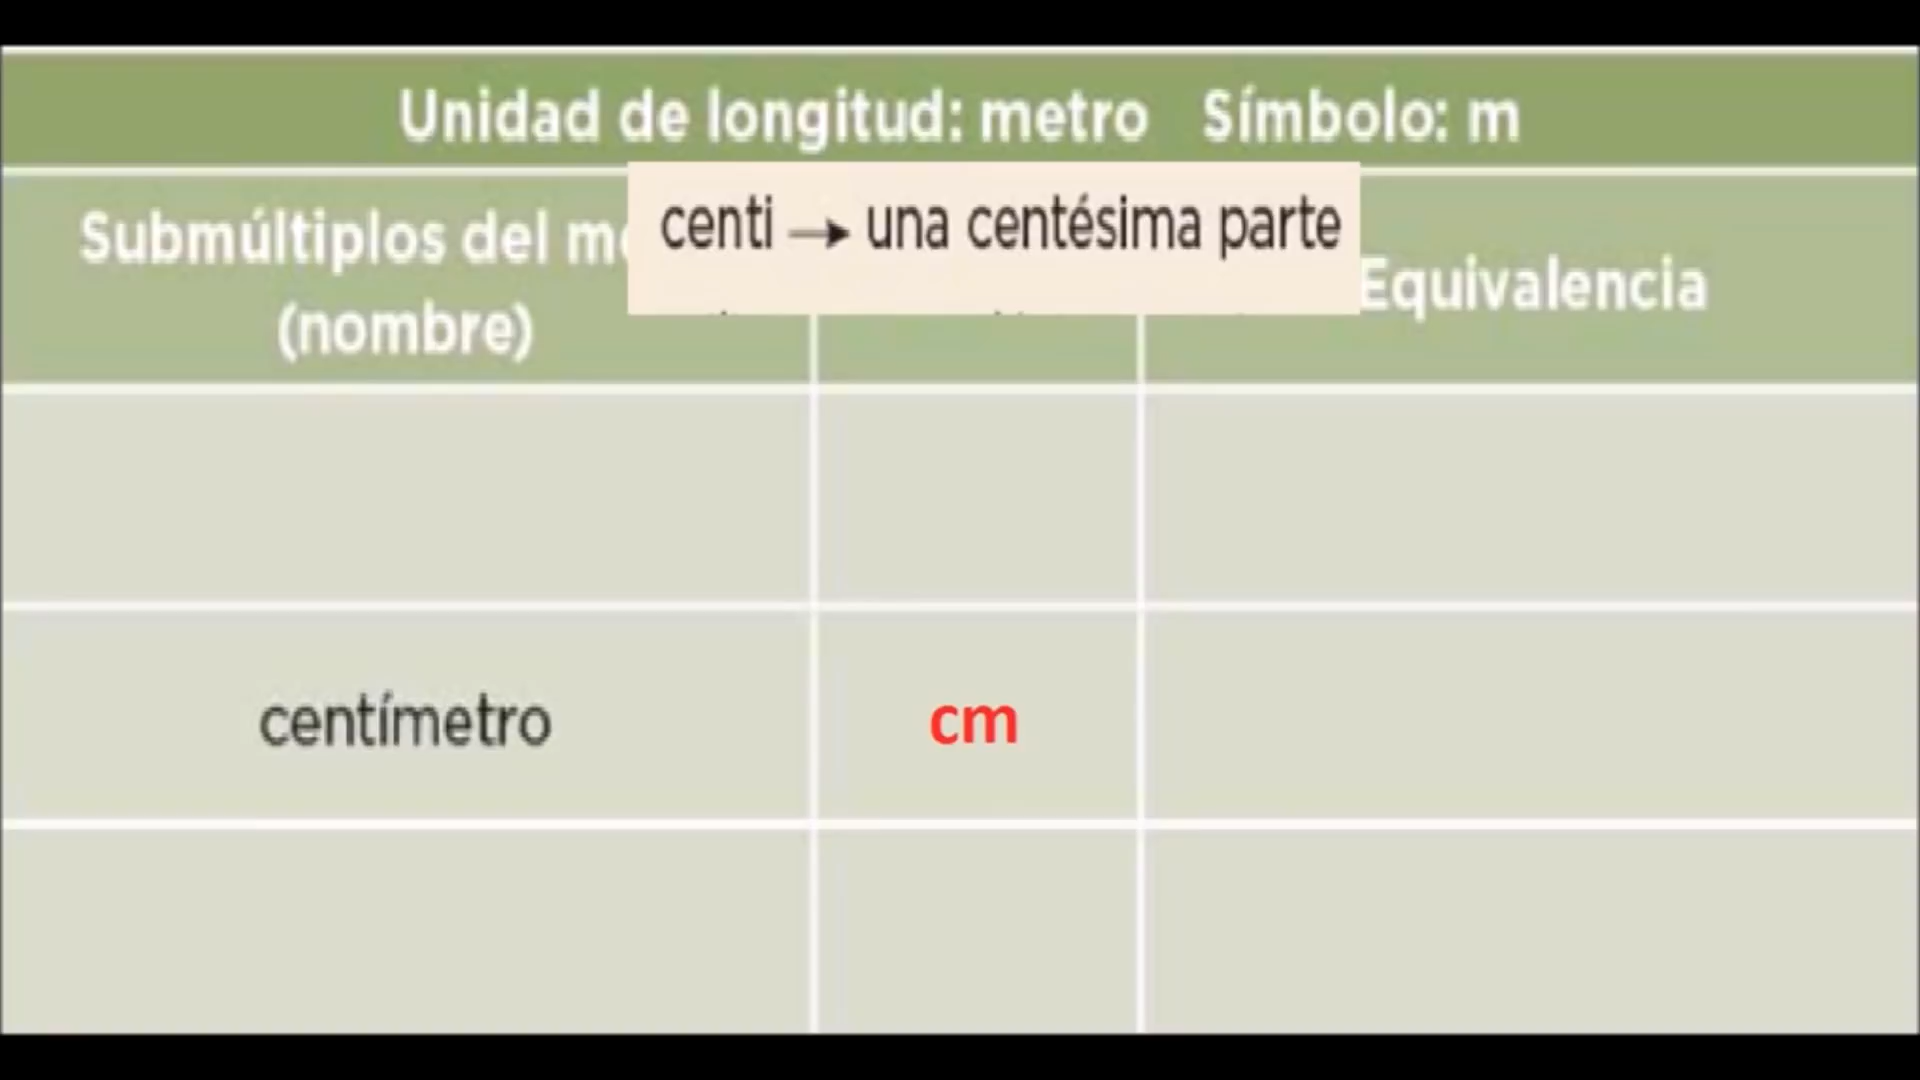 Unidad de longitud: metro Símbolo: m
Submúltiplos del
(nombre)
centi → una centésima parte
Equivalencia
centímetro
cm